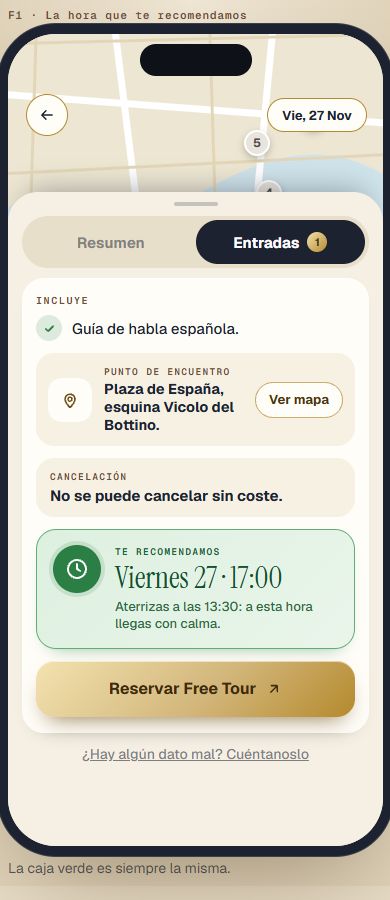 F1 · La hora que te recomendamos
Vie, 27 Nov
5
Resumen
Entradas 1
INCLUYE
Guía de habla española.
PUNTO DE ENCUENTRO
Plaza de España,
esquina Vicolo del
Bottino.
Ver mapa
CANCELACIÓN
No se puede cancelar sin coste.
TE RECOMENDAMOS
Viernes 27 · 17:00
Aterrizas a las 13:30: a esta hora
llegas con calma.
Reservar Free Tour
¿Hay algún dato mal? Cuéntanoslo
La caja verde es siempre la misma.